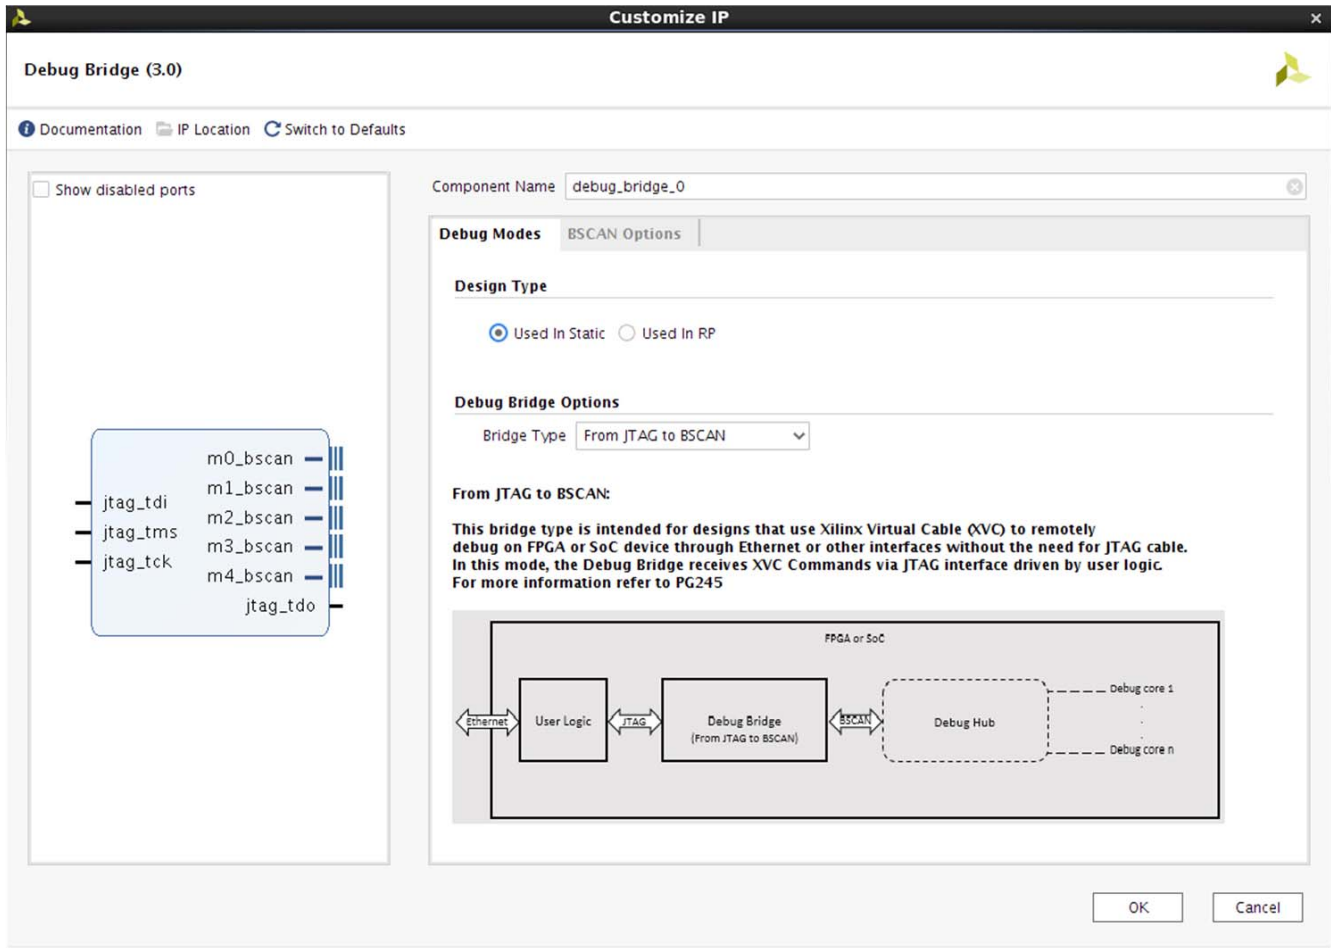 Customize IP
Debug Bridge (3.0)
Documentation IP Location Switch to Defaults
Show disabled ports
m0_bscan
m1_bscan
jtag_tdi
m2_bscan
jtag_tms
m3_bscan
jtag_tck
m4_bscan
jtag_tdo
Component Name debug_bridge_0
Debug Modes BSCAN Options
Design Type
Used In Static Used In RP
Debug Bridge Options
Bridge Type From JTAG to BSCAN
From JTAG to BSCAN:
This bridge type is intended for designs that use Xilinx Virtual Cable (XVC) to remotely
debug on FPGA or SoC device through Ethernet or other interfaces without the need for JTAG cable.
In this mode, the Debug Bridge receives XVC Commands via JTAG interface driven by user logic.
For more information refer to PG245
FPGA or SoC
Ethernet User Logic JTAG Debug Bridge BSCAN Debug Hub
(From JTAG to BSCAN)
Debug core 1
Debug core n
OK Cancel